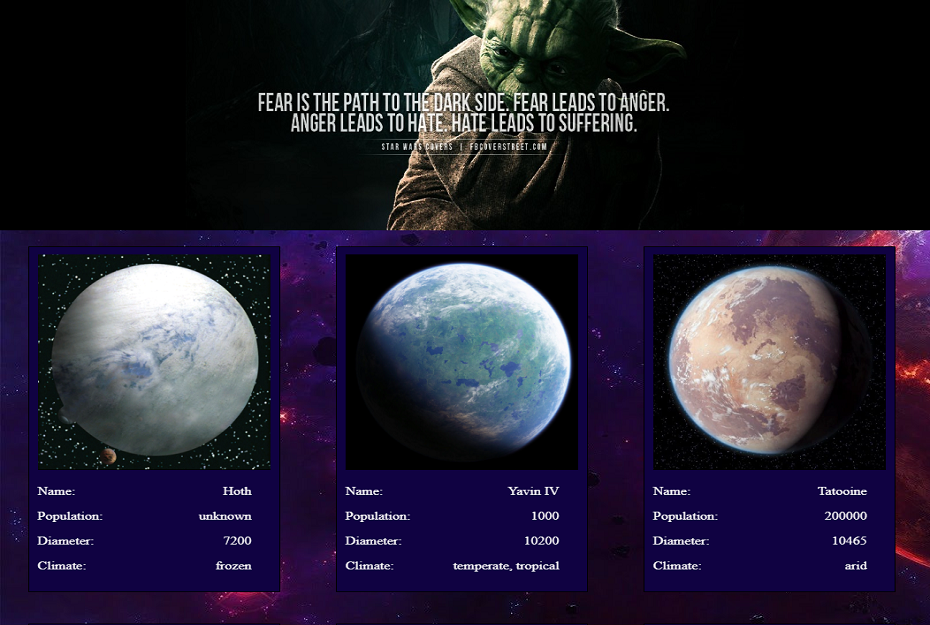 FEAR IS THE PATH TO THE DARK SIDE. FEAR LEADS TO ANGER.
ANGER LEADS TO HATE. HATE LEADS TO SUFFERING.
STAR WARS COVERS | FBCOVERSTREET.COM
Name: Hoth
Population: unknown
Diameter: 7200
Climate: frozen
Name: Yavin IV
Population: 1000
Diameter: 10200
Climate: temperate, tropical
Name: Tatooine
Population: 200000
Diameter: 10465
Climate: arid